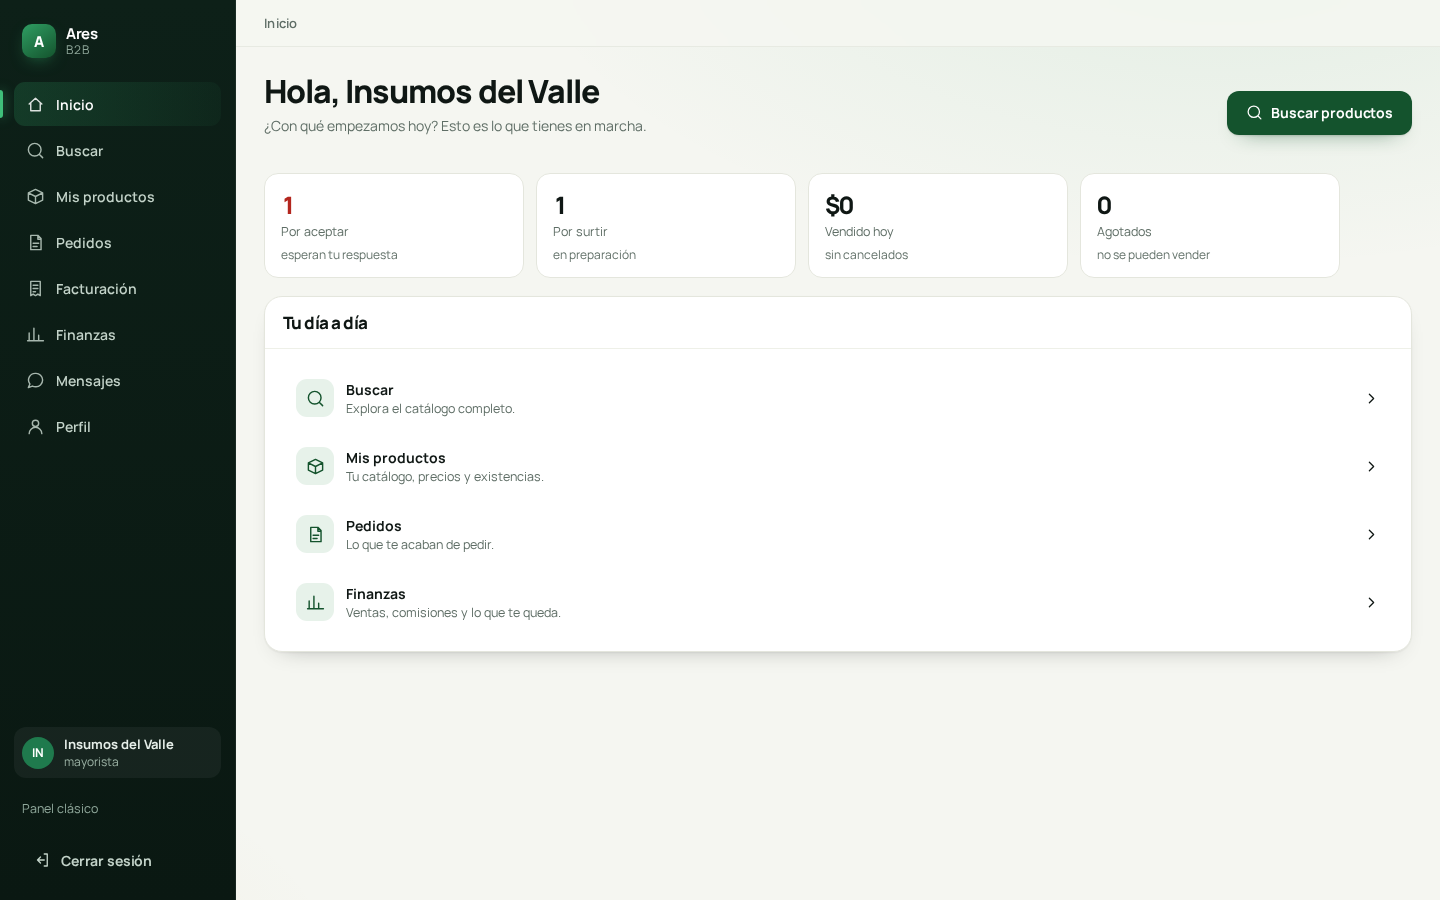 A
Ares
B2B
Inicio
Buscar
Mis productos
Pedidos
Facturación
Finanzas
Mensajes
Perfil
IN
Insumos del Valle
mayorista
Panel clásico
Cerrar sesión
Inicio
Hola, Insumos del Valle
¿Con qué empezamos hoy? Esto es lo que tienes en marcha.
Buscar productos
1
Por aceptar
esperan tu respuesta
1
Por surtir
en preparación
$0
Vendido hoy
sin cancelados
0
Agotados
no se pueden vender
Tu día a día
Buscar
Explora el catálogo completo.
Mis productos
Tu catálogo, precios y existencias.
Pedidos
Lo que te acaban de pedir.
Finanzas
Ventas, comisiones y lo que te queda.